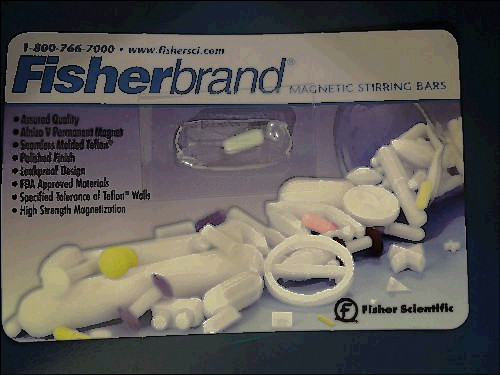 1-800-766-7000 • www.fishersci.com
Fisherbrand®
MAGNETIC STIRRING BARS
• Assured Quality
• Alnico V Permanent Magnet
• Seamless Molded Teflon®
• Polished Finish
• Leakproof Design
• FDA Approved Materials
• Specified Tolerance of Teflon® Walls
• High Strength Magnetization
F Fisher Scientific